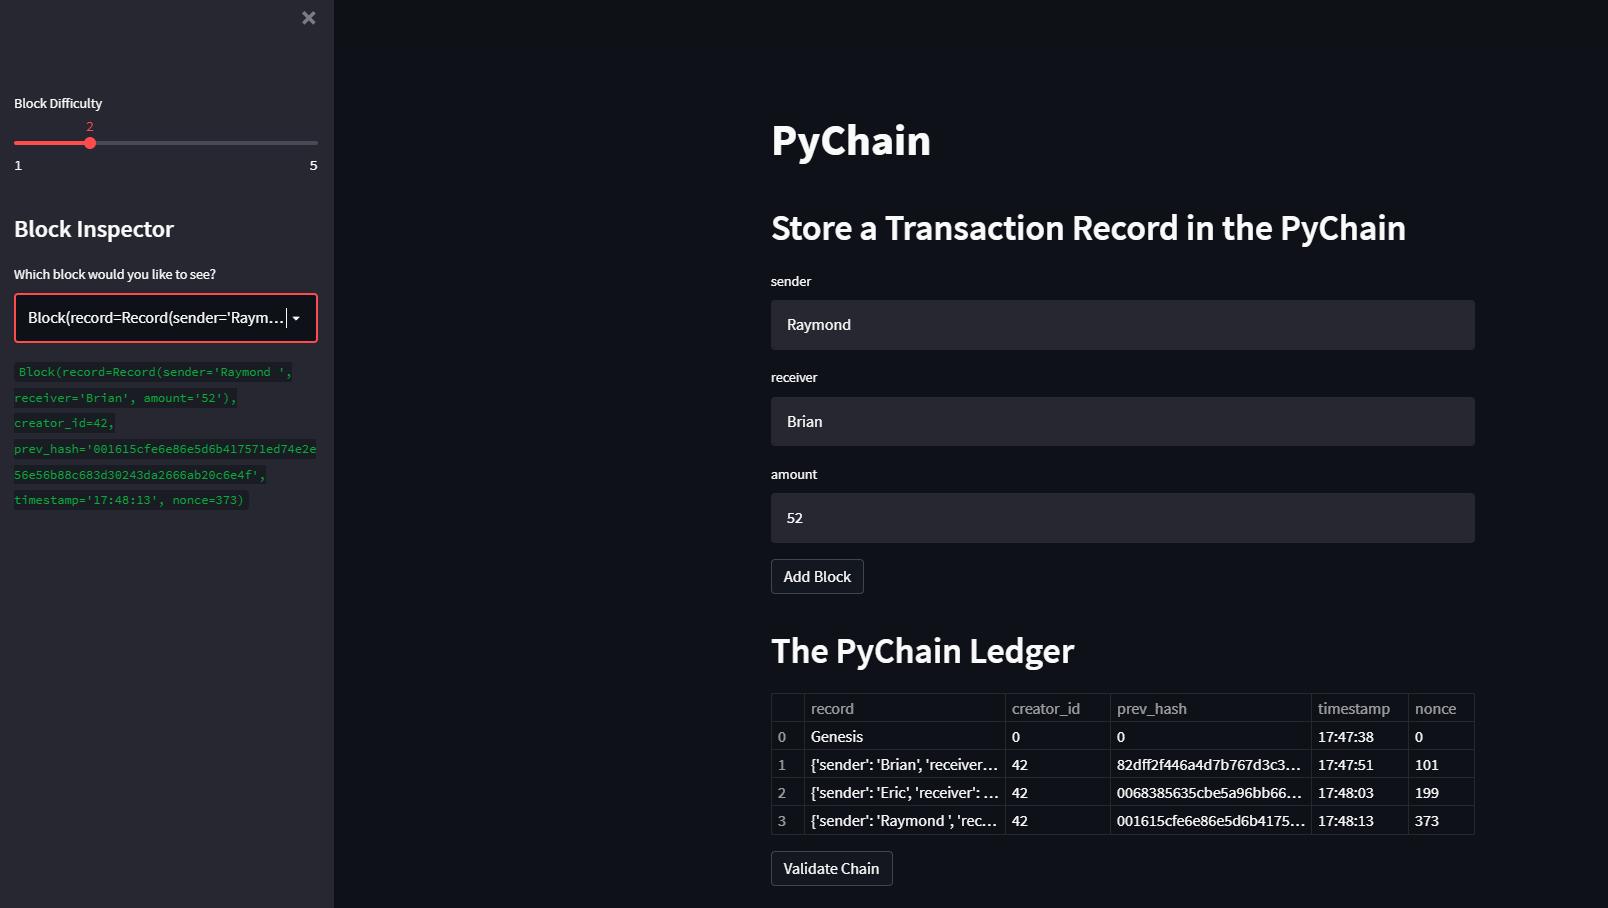 ×
Block Difficulty
2
1 5
Block Inspector
Which block would you like to see?
Block(record=Record(sender='Raym...
Block(record=Record(sender='Raymond ',
receiver='Brian', amount='52'),
creator_id=42,
prev_hash='001615cfe6e86e5d6b417571ed74e2e
56e56b88c683d30243da2666ab20c6e4f',
timestamp='17:48:13', nonce=373)
PyChain
Store a Transaction Record in the PyChain
sender
Raymond
receiver
Brian
amount
52
Add Block
The PyChain Ledger
record creator_id prev_hash timestamp nonce
0 Genesis 0 0 17:47:38 0
1 {'sender': 'Brian', 'receiver... 42 82dff2f446a4d7b767d3c3... 17:47:51 101
2 {'sender': 'Eric', 'receiver': ... 42 0068385635cbe5a96bb66... 17:48:03 199
3 {'sender': 'Raymond ', 'rec... 42 001615cfe6e86e5d6b4175... 17:48:13 373
Validate Chain